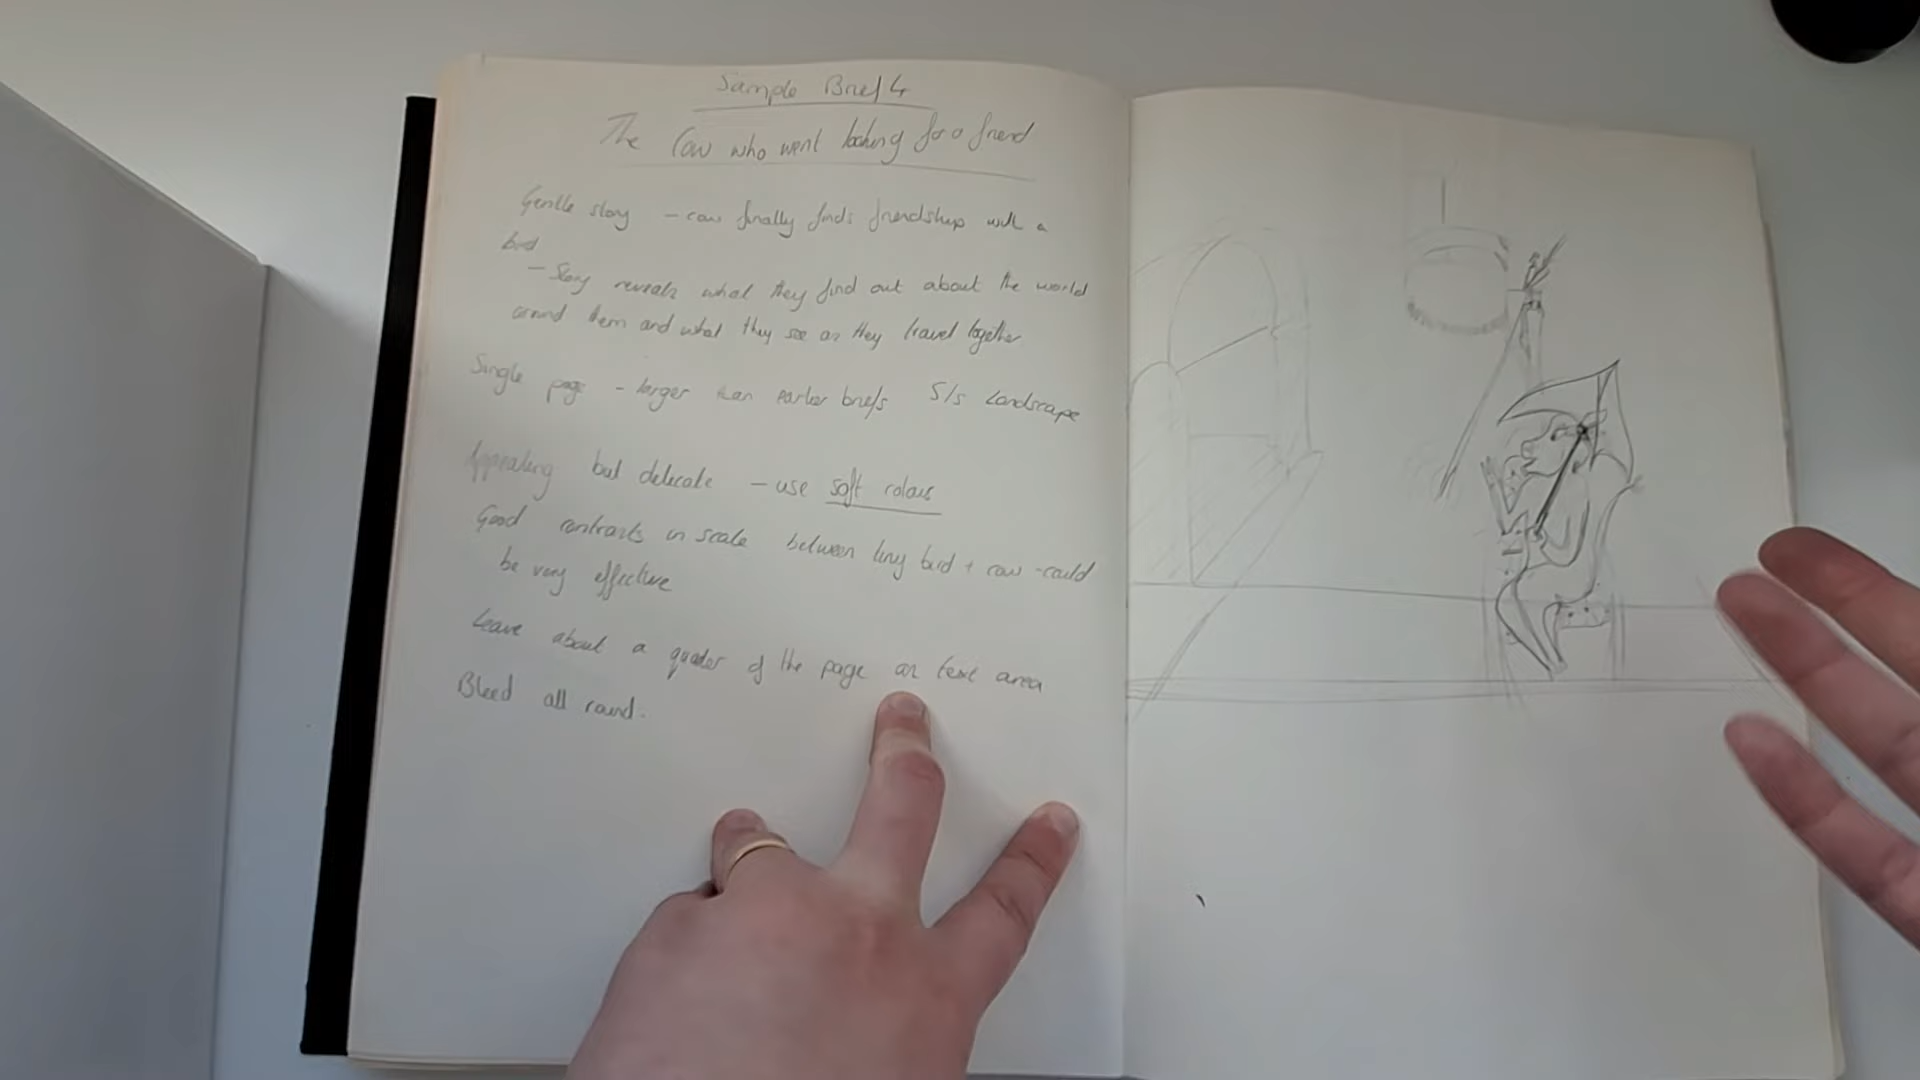 Sample Brief 4
The Cow who went looking for a friend
Gentle story – cow finally finds friendship with a
bird
– Story reveals what they find out about the world
around them and what they see as they travel together
Single page - larger than earlier briefs S/s Landscape
Appealing but delicate – use soft colour
Good contrasts in scale between tiny bird + cow - could
be very effective
Leave about a quarter of the page as text area
Bleed all round.